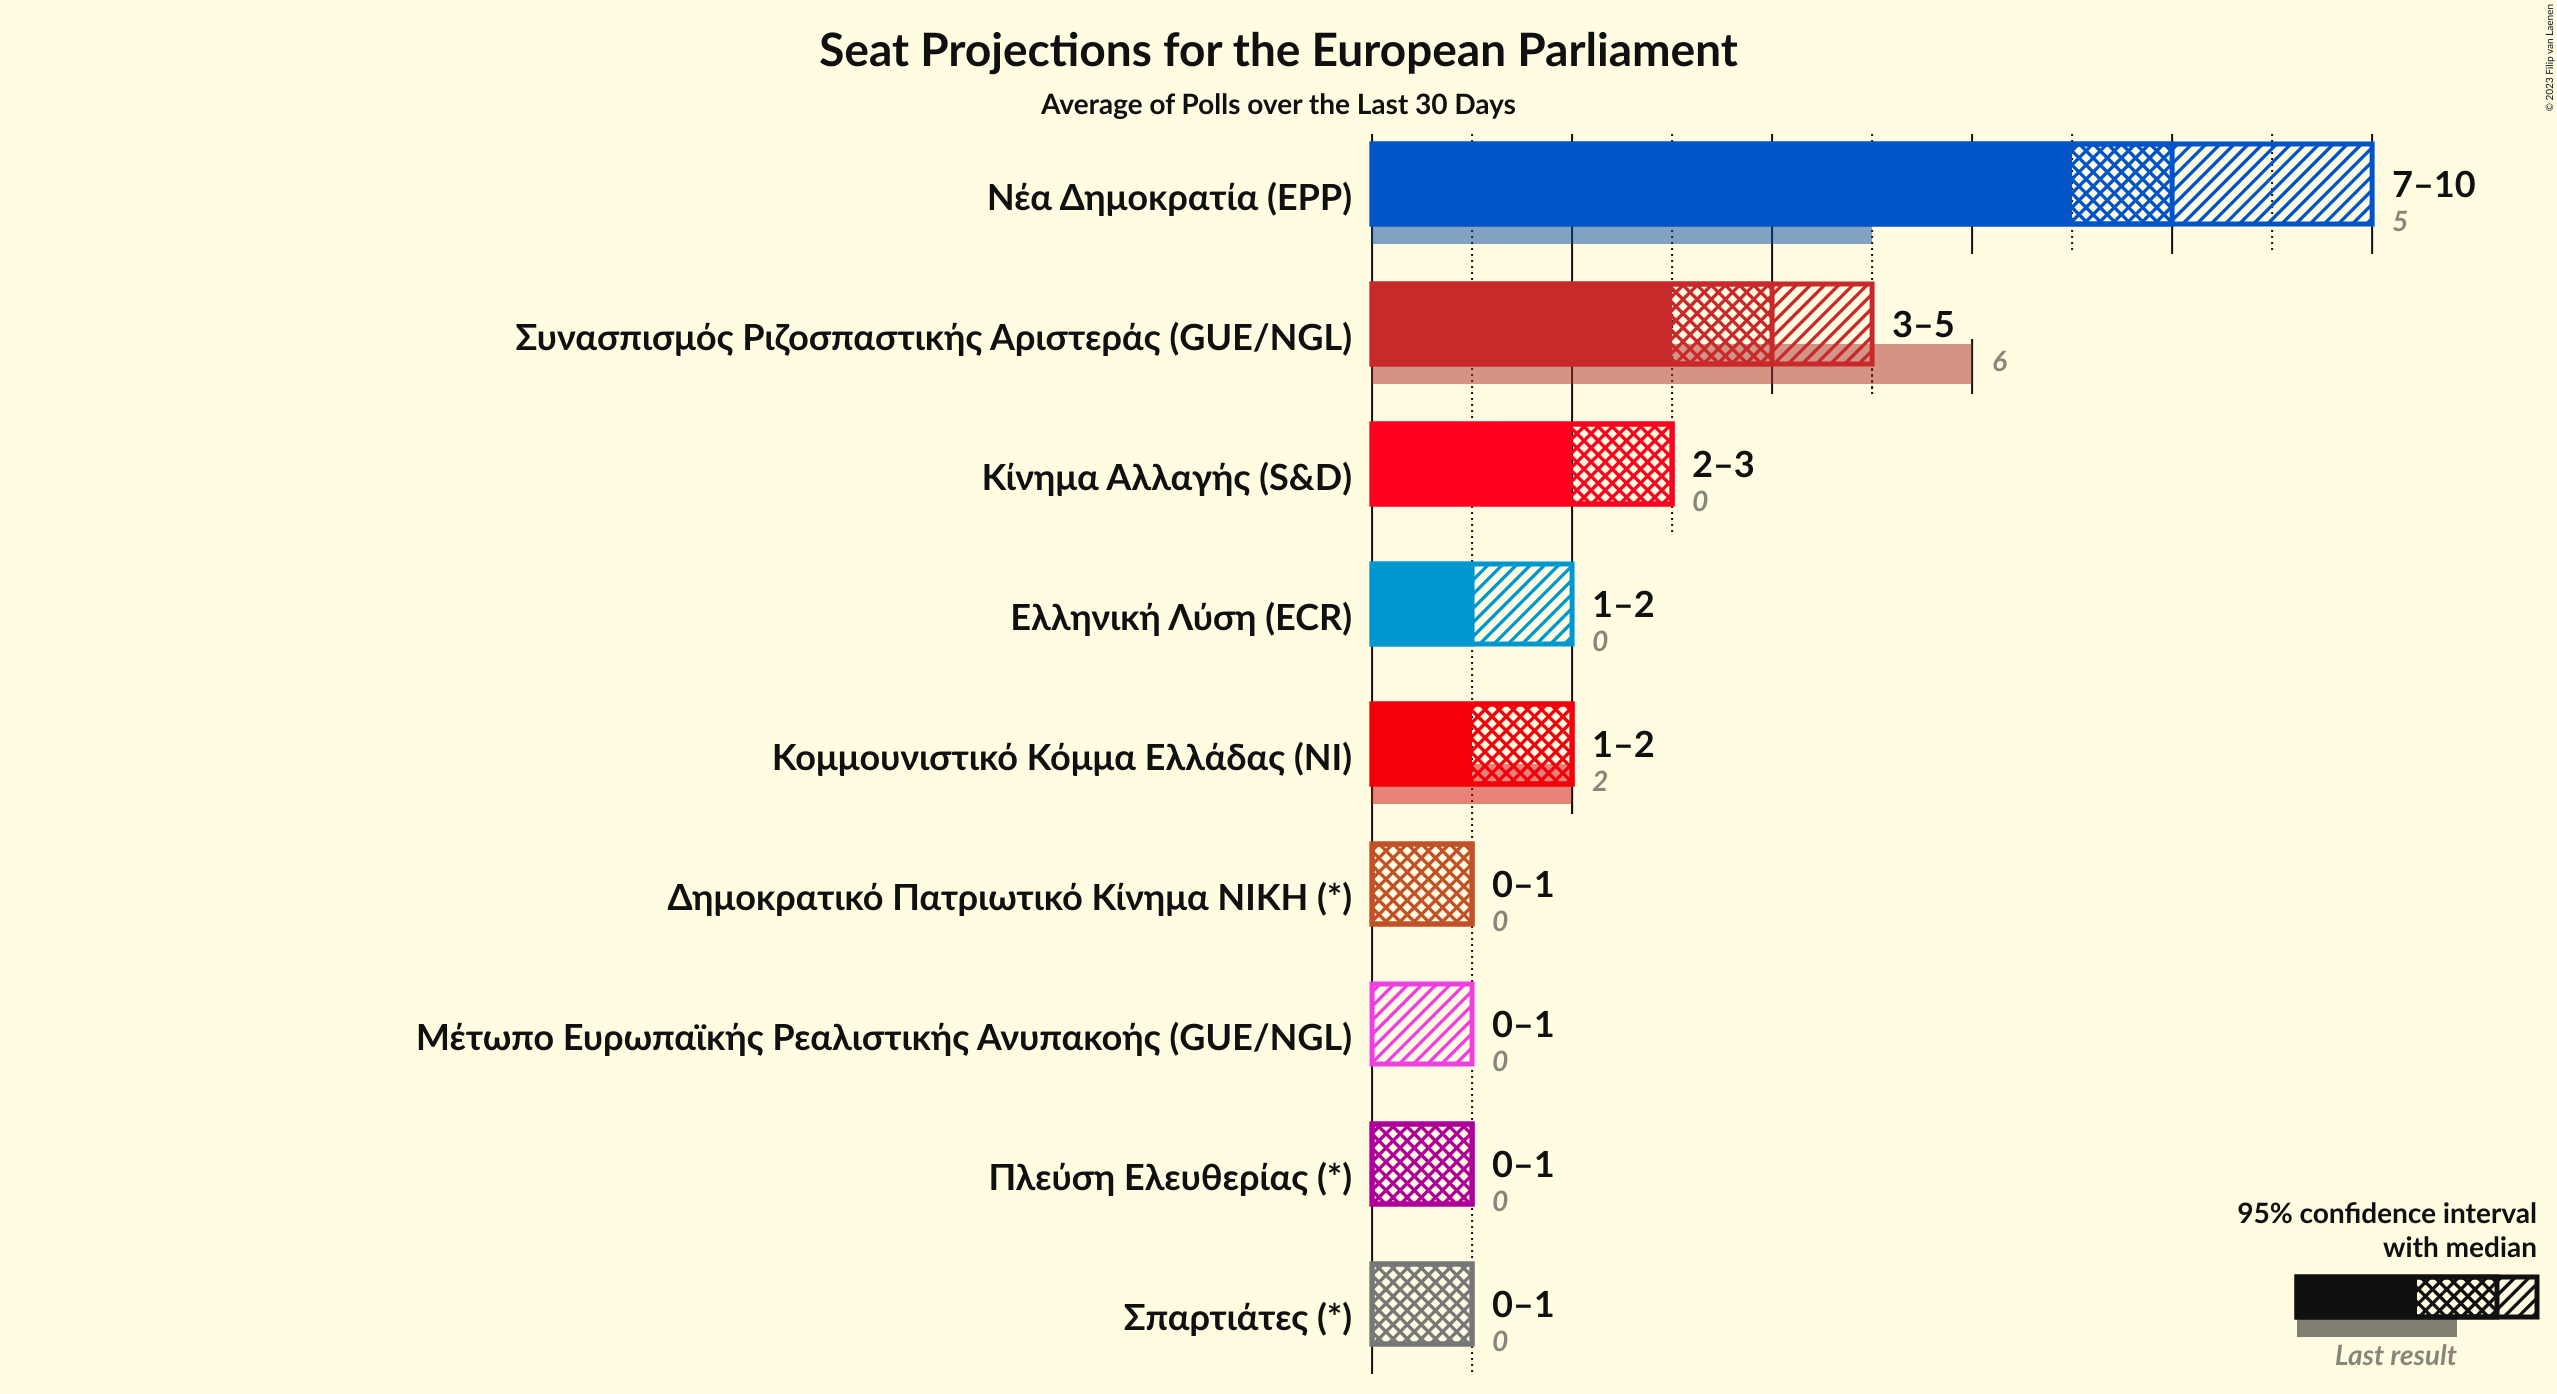 Seat Projections for the European Parliament
Average of Polls over the Last 30 Days
© 2023 Filip van Laenen
Νέα Δημοκρατία (EPP)
7–10
5
Συνασπισμός Ριζοσπαστικής Αριστεράς (GUE/NGL)
3–5
6
Κίνημα Αλλαγής (S&D)
2–3
0
Ελληνική Λύση (ECR)
1–2
0
Κομμουνιστικό Κόμμα Ελλάδας (NI)
1–2
2
Δημοκρατικό Πατριωτικό Κίνημα ΝΙΚΗ (*)
0–1
0
Μέτωπο Ευρωπαϊκής Ρεαλιστικής Ανυπακοής (GUE/NGL)
0–1
0
Πλεύση Ελευθερίας (*)
0–1
0
Σπαρτιάτες (*)
0–1
0
95% confidence interval
with median
Last result